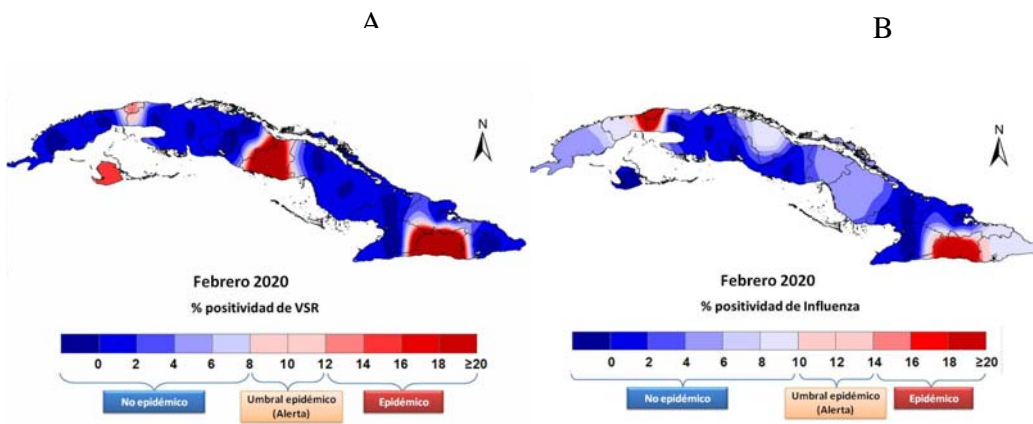 A
B
N
N
Febrero 2020
% positividad de VSR
0 2 4 6 8 10 12 14 16 18 ≥20
No epidémico
Umbral epidémico
(Alerta)
Epidémico
Febrero 2020
% positividad de Influenza
0 2 4 6 8 10 12 14 16 18 ≥20
No epidémico
Umbral epidémico
(Alerta)
Epidémico